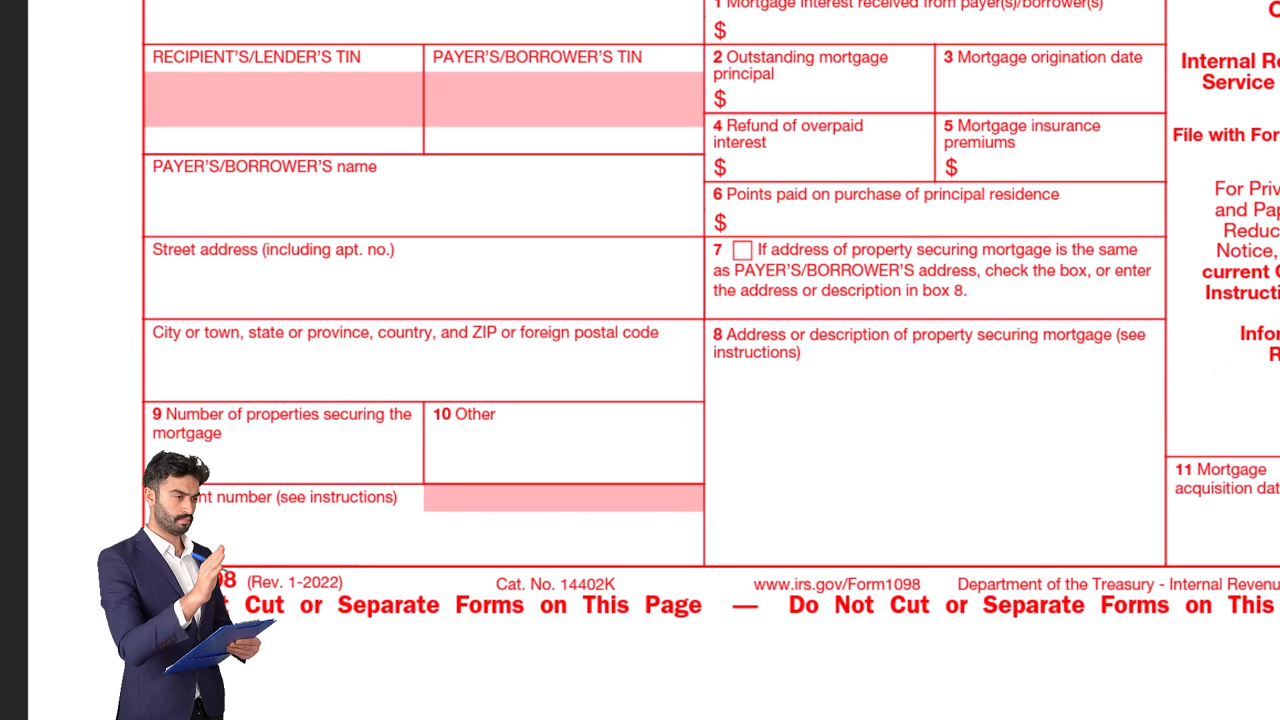 1 Mortgage interest received from payer(s)/borrower(s)
$
RECIPIENT'S/LENDER'S TIN
PAYER'S/BORROWER'S TIN
2 Outstanding mortgage
principal
$
3 Mortgage origination date
Internal Re
Service
4 Refund of overpaid
interest
$
5 Mortgage insurance
premiums
$
File with For
PAYER'S/BORROWER'S name
6 Points paid on purchase of principal residence
$
For Priv
and Pap
Reduc
Notice,
current G
Instructi
Street address (including apt. no.)
7 If address of property securing mortgage is the same
as PAYER'S/BORROWER'S address, check the box, or enter
the address or description in box 8.
City or town, state or province, country, and ZIP or foreign postal code
8 Address or description of property securing mortgage (see
instructions)
Infor
R
9 Number of properties securing the
mortgage
10 Other
11 Mortgage
acquisition dat
nt number (see instructions)
98 (Rev. 1-2022)
Cat. No. 14402K
www.irs.gov/Form1098
Department of the Treasury - Internal Revenu
Cut or Separate Forms on This Page — Do Not Cut or Separate Forms on This